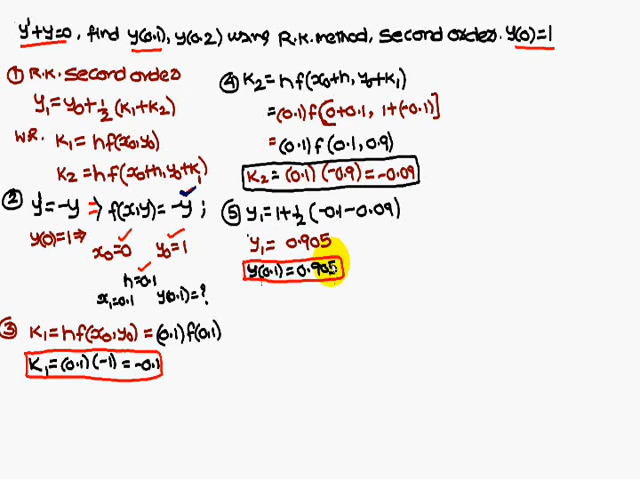 y'+y=0, find y(0.1), y(0.2) using R.K. method, second order. y(0)=1
① R.K. Second order
y₁=y₀+½(K₁+K₂)
W.R. K₁=hf(x₀,y₀)
K₂=hf(x₀+h,y₀+K₁)
② y'=-y ⇒ f(x,y)=-y;
y(0)=1⇒ x₀=0 y₀=1
h=0.1
x₁=0.1 y(0.1)=?
③ K₁=hf(x₀,y₀)=(0.1)f(0,1)
K₁=(0.1)(-1)=-0.1
④ K₂=hf(x₀+h,y₀+K₁)
=(0.1)f[0+0.1, 1+(-0.1)]
=(0.1)f(0.1,0.9)
K₂=(0.1)(-0.9)=-0.09
⑤ y₁=1+½(-0.1-0.09)
y₁=0.905
y(0.1)=0.905